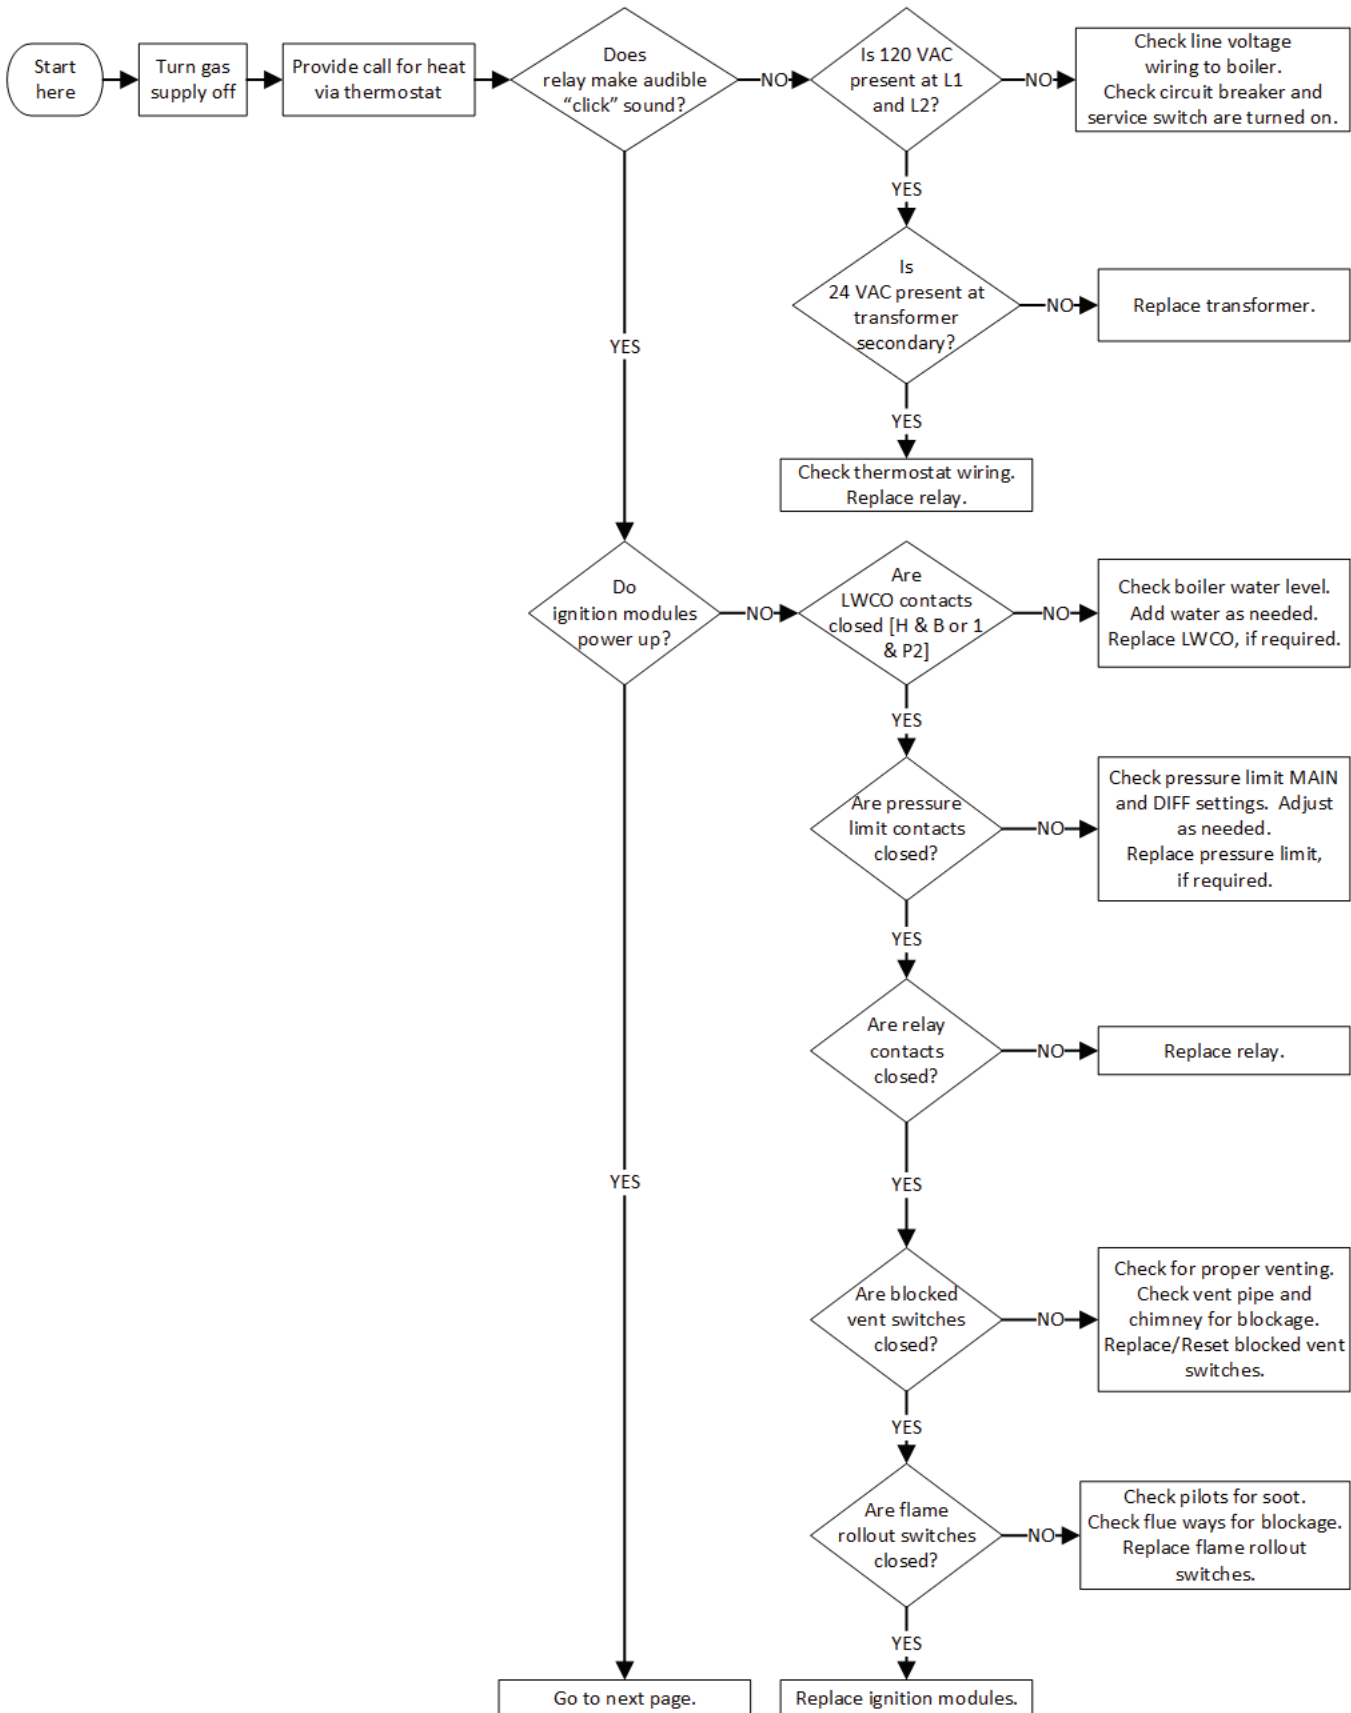 Start
here
Turn gas
supply off
Provide call for heat
via thermostat
Does
relay make audible
“click” sound?
NO
Is 120 VAC
present at L1
and L2?
NO
Check line voltage
wiring to boiler.
Check circuit breaker and
service switch are turned on.
YES
Is
24 VAC present at
transformer
secondary?
NO
Replace transformer.
YES
YES
Check thermostat wiring.
Replace relay.
Do
ignition modules
power up?
NO
Are
LWCO contacts
closed [H & B or 1
& P2]
NO
Check boiler water level.
Add water as needed.
Replace LWCO, if required.
YES
Are pressure
limit contacts
closed?
NO
Check pressure limit MAIN
and DIFF settings.  Adjust
as needed.
Replace pressure limit,
if required.
YES
Are relay
contacts
closed?
NO
Replace relay.
YES
YES
Are blocked
vent switches
closed?
NO
Check for proper venting.
Check vent pipe and
chimney for blockage.
Replace/Reset blocked vent
switches.
YES
Are flame
rollout switches
closed?
NO
Check pilots for soot.
Check flue ways for blockage.
Replace flame rollout
switches.
YES
Go to next page.
Replace ignition modules.